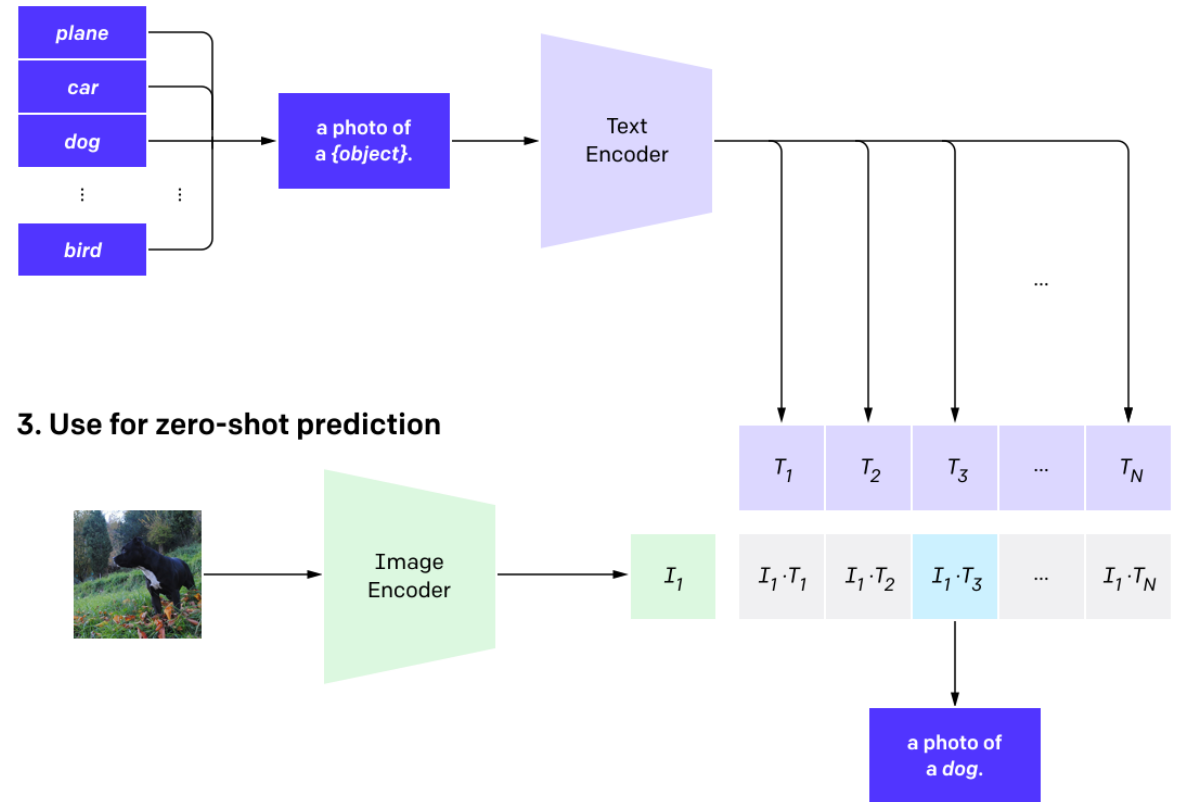 plane
car
dog
⋮ ⋮
bird
a photo of
a {object}.
Text
Encoder
...
3. Use for zero-shot prediction
T1 T2 T3 ... TN
Image
Encoder
I1
I1·T1 I1·T2 I1·T3 ... I1·TN
a photo of
a dog.